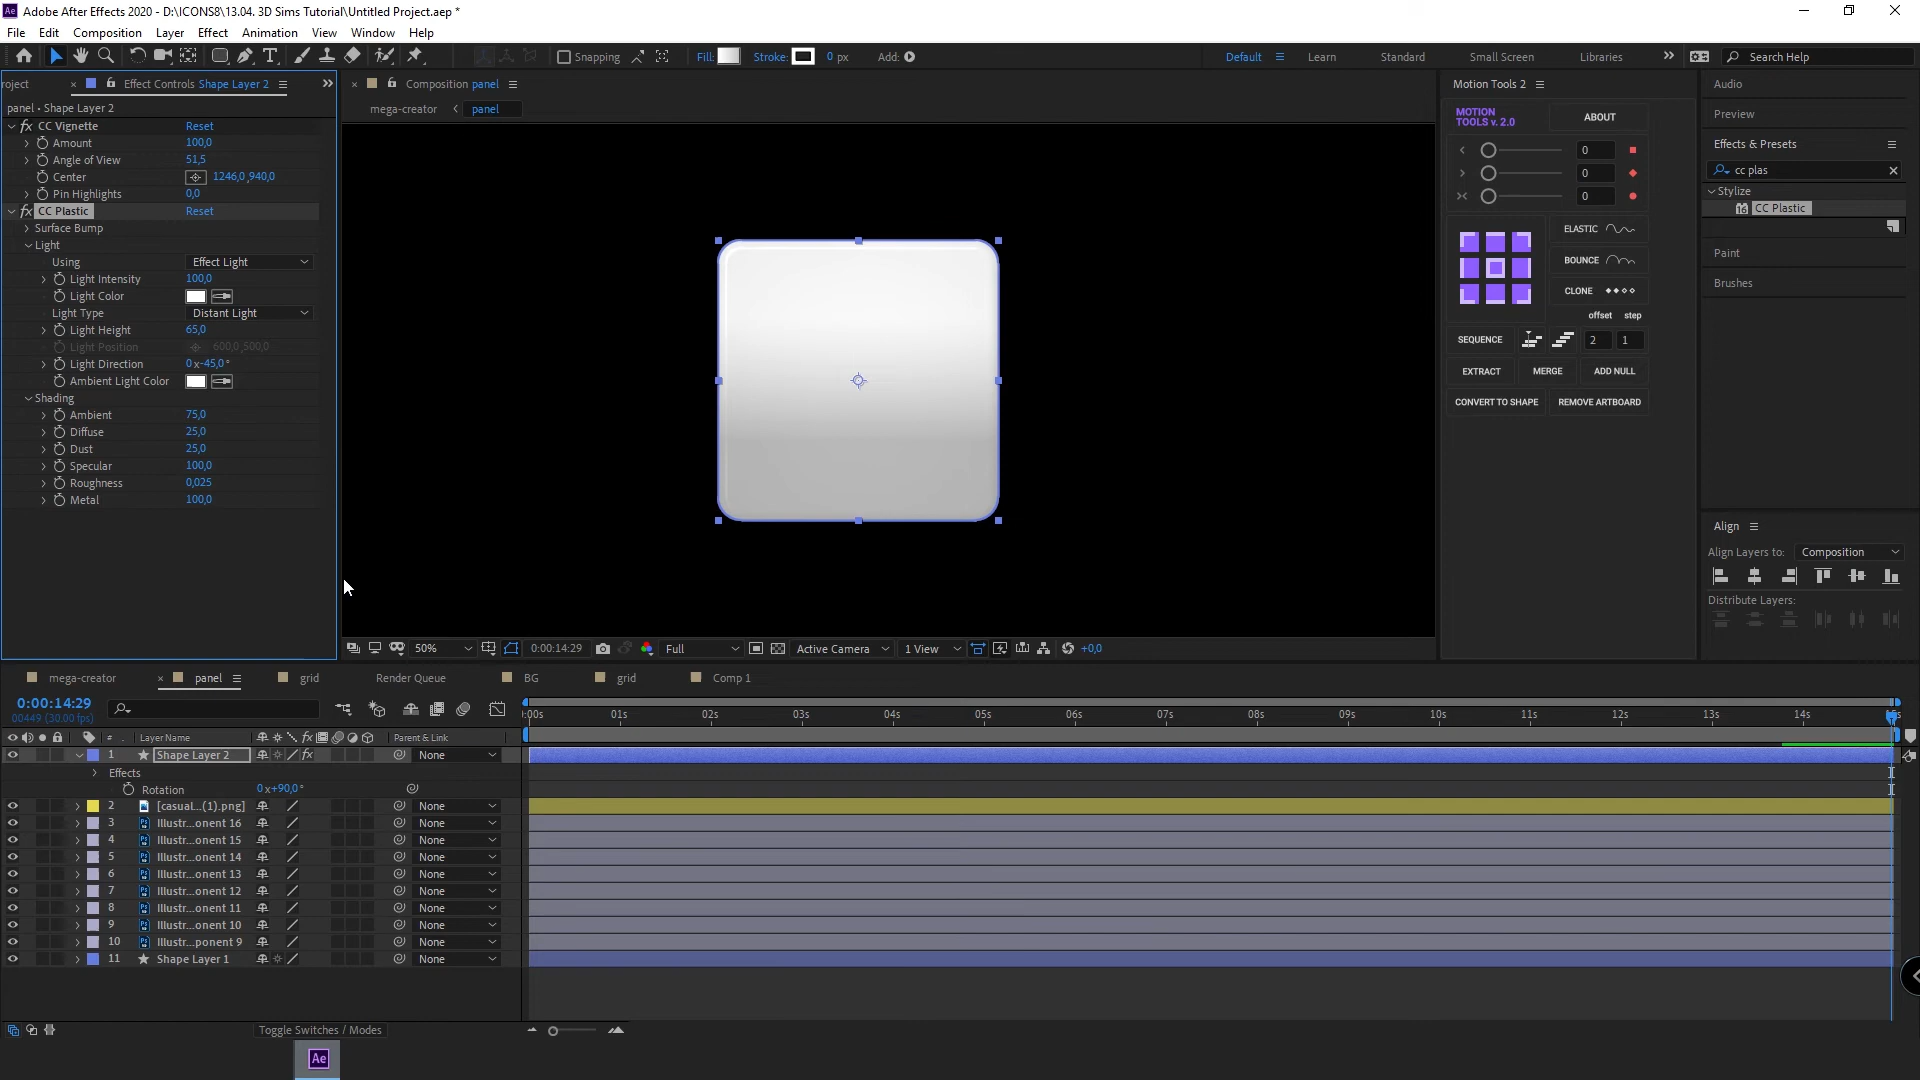 Ae Adobe After Effects 2020 - D:\ICONS8\13.04. 3D Sims Tutorial\Untitled Project.aep *
File Edit Composition Layer Effect Animation View Window Help
Snapping Fill: Stroke: 0 px Add: Default Learn Standard Small Screen Libraries Search Help
roject Effect Controls Shape Layer 2
panel • Shape Layer 2
fx CC Vignette Reset
Amount 100,0
Angle of View 51,5
Center 1246,0,940,0
Pin Highlights 0,0
fx CC Plastic Reset
Surface Bump
Light
Using Effect Light
Light Intensity 100,0
Light Color
Light Type Distant Light
Light Height 65,0
Light Position 600,0,500,0
Light Direction 0x-45,0°
Ambient Light Color
Shading
Ambient 75,0
Diffuse 25,0
Dust 25,0
Specular 100,0
Roughness 0,025
Metal 100,0
Composition panel
mega-creator panel
50% 0:00:14:29 Full Active Camera 1 View +0,0
Motion Tools 2
MOTION TOOLS v. 2.0 ABOUT
0
0
0
ELASTIC
BOUNCE
CLONE
offset step
SEQUENCE 2 1
EXTRACT MERGE ADD NULL
CONVERT TO SHAPE REMOVE ARTBOARD
Audio
Preview
Effects & Presets
cc plas
Stylize
16 CC Plastic
Paint
Brushes
Align
Align Layers to: Composition
Distribute Layers:
mega-creator panel grid Render Queue BG grid Comp 1
0:00:14:29
00449 (30.00 fps)
:00s 01s 02s 03s 04s 05s 06s 07s 08s 09s 10s 11s 12s 13s 14s
# Layer Name fx Parent & Link
1 Shape Layer 2 fx None
Effects
Rotation 0x+90,0°
2 [casual...(1).png] None
3 Illustr...onent 16 None
4 Illustr...onent 15 None
5 Illustr...onent 14 None
6 Illustr...onent 13 None
7 Illustr...onent 12 None
8 Illustr...onent 11 None
9 Illustr...onent 10 None
10 Illustr...ponent 9 None
11 Shape Layer 1 None
Toggle Switches / Modes
Ae